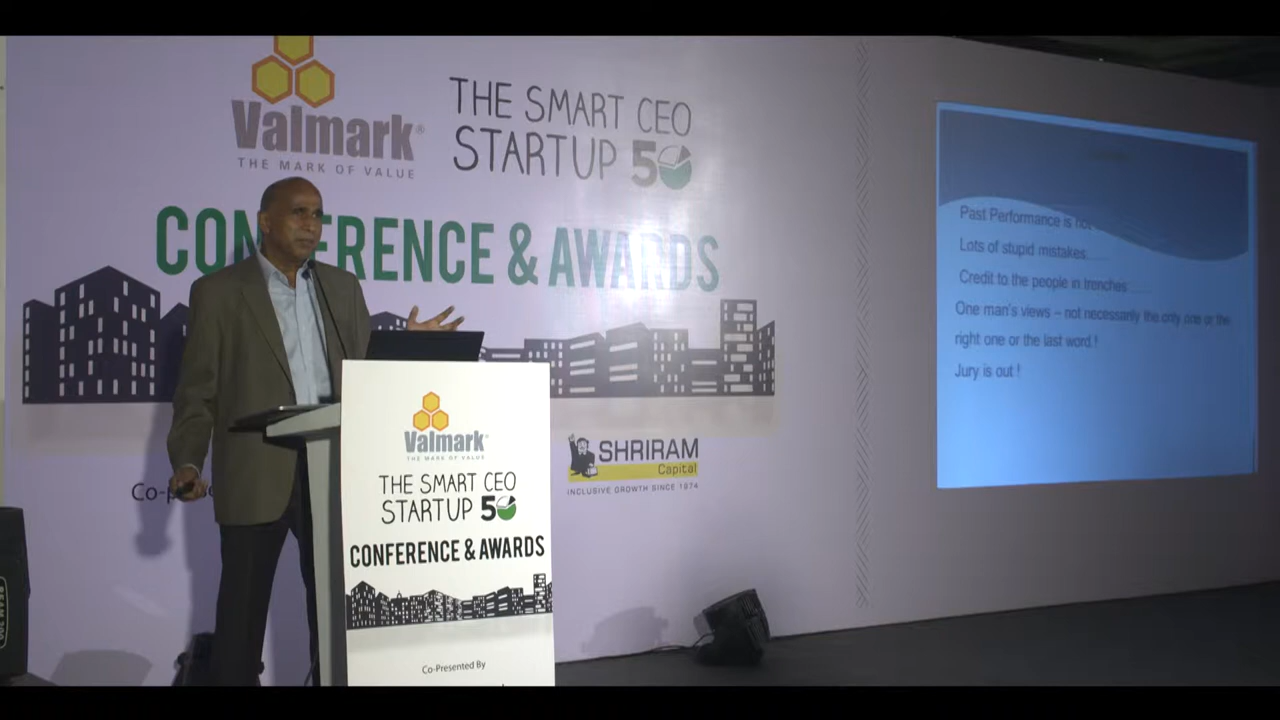 Valmark®
THE MARK OF VALUE
THE SMART CEO
STARTUP 50
CONFERENCE & AWARDS
Past Performance is not
Lots of stupid mistakes......
Credit to the people in trenches......
One man's views – not necessarily the only one or the
right one or the last word.!
Jury is out !
SHRIRAM
Capital
INCLUSIVE GROWTH SINCE 1974
Valmark®
THE MARK OF VALUE
THE SMART CEO
STARTUP 50
CONFERENCE & AWARDS
Co-Presented By